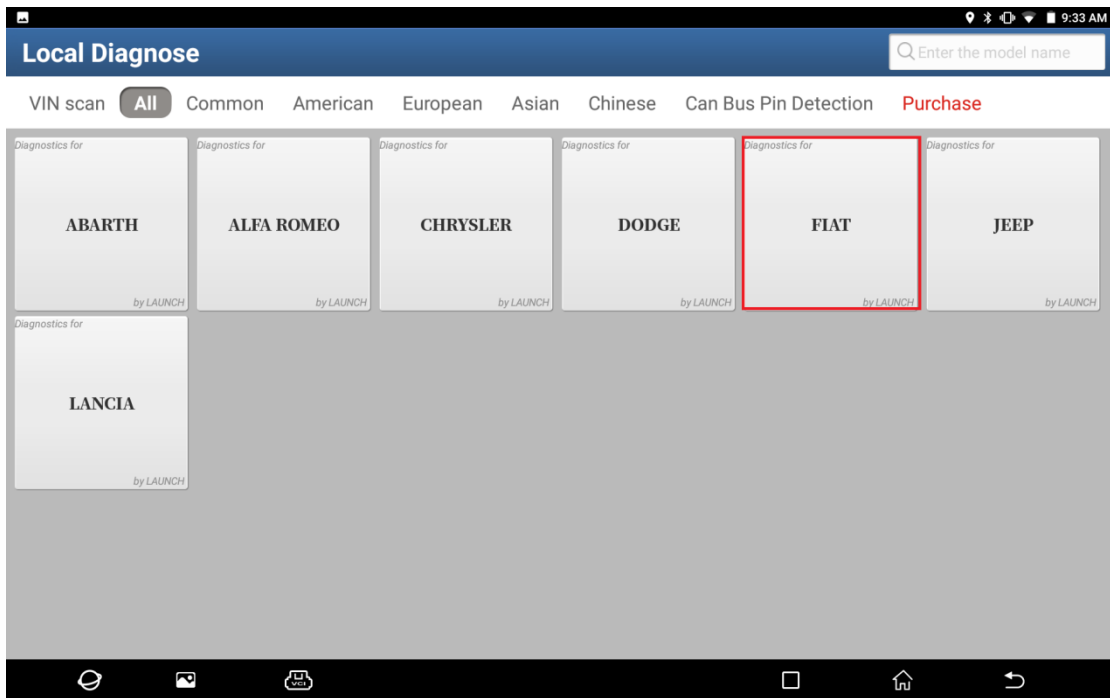 9:33 AM
Local Diagnose
Enter the model name
VIN scan All Common American European Asian Chinese Can Bus Pin Detection Purchase
Diagnostics for Diagnostics for Diagnostics for Diagnostics for Diagnostics for Diagnostics for
ABARTH ALFA ROMEO CHRYSLER DODGE FIAT JEEP
by LAUNCH by LAUNCH by LAUNCH by LAUNCH by LAUNCH by LAUNCH
Diagnostics for
LANCIA
by LAUNCH
VCI